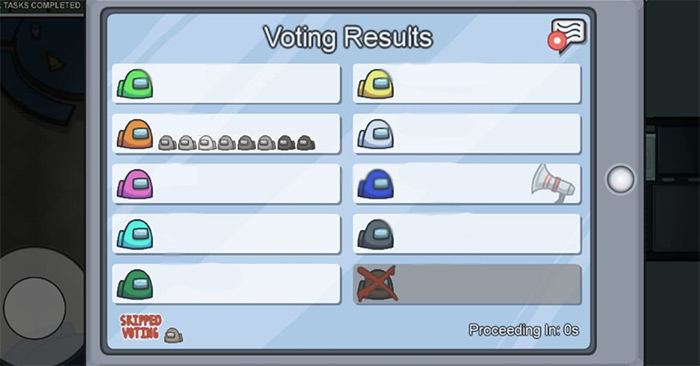 TASKS COMPLETED
Voting Results
SKIPPED
VOTING
Proceeding In: 0s